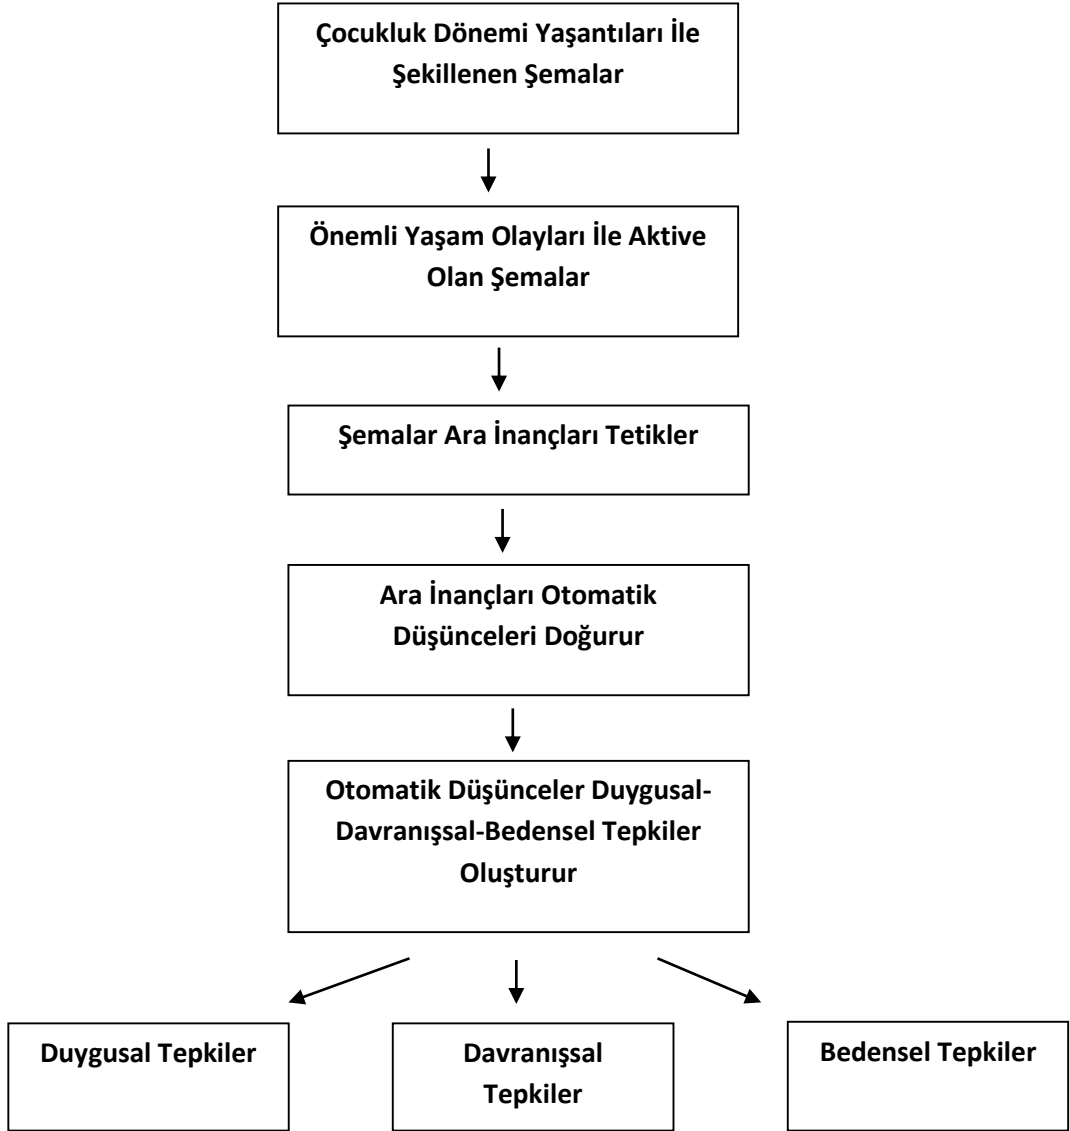 Çocukluk Dönemi Yaşantıları İle
Şekillenen Şemalar
Önemli Yaşam Olayları İle Aktive
Olan Şemalar
Şemalar Ara İnançları Tetikler
Ara İnançları Otomatik
Düşünceleri Doğurur
Otomatik Düşünceler Duygusal-
Davranışsal-Bedensel Tepkiler
Oluşturur
Duygusal Tepkiler
Davranışsal
Tepkiler
Bedensel Tepkiler